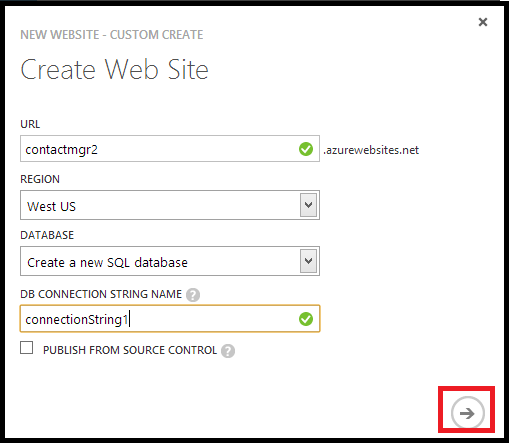 NEW WEBSITE - CUSTOM CREATE
Create Web Site
URL
contactmgr2 .azurewebsites.net
REGION
West US
DATABASE
Create a new SQL database
DB CONNECTION STRING NAME ?
connectionString1
PUBLISH FROM SOURCE CONTROL ?